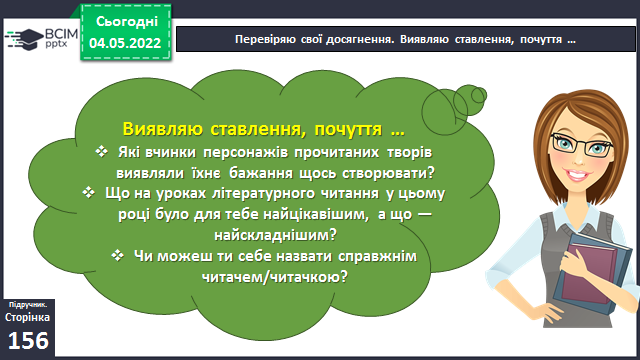 ВСІМ
pptx
Сьогодні
04.05.2022
Перевіряю свої досягнення. Виявляю ставлення, почуття …
Виявляю ставлення, почуття …
❖ Які вчинки персонажів прочитаних творів
виявляли їхнє бажання щось створювати?
❖ Що на уроках літературного читання у цьому
році було для тебе найцікавішим, а що —
найскладнішим?
❖ Чи можеш ти себе назвати справжнім
читачем/читачкою?
Підручник.
Сторінка
156